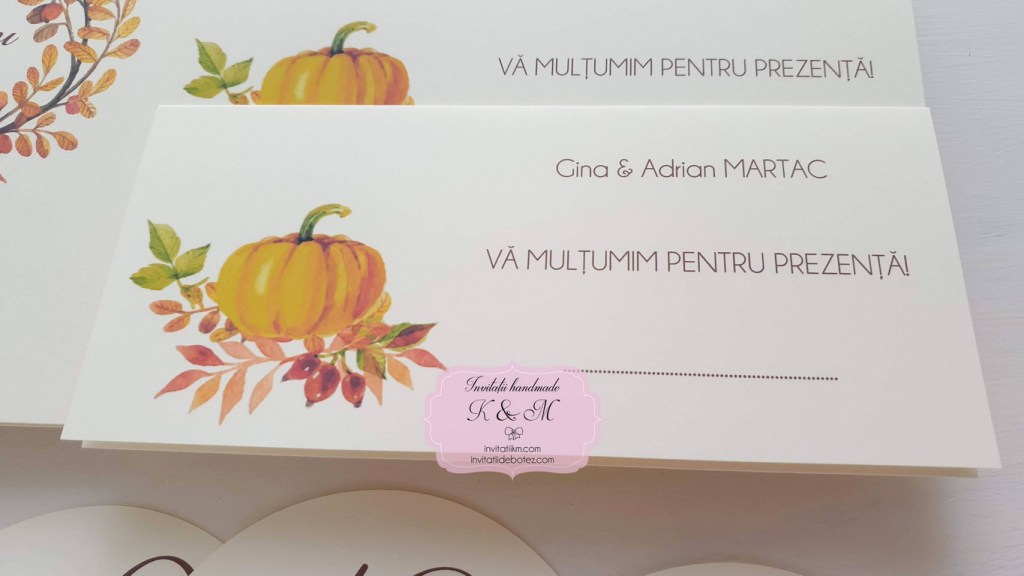 VĂ MULȚUMIM PENTRU PREZENȚĂ!
Gina & Adrian MARTAC
VĂ MULȚUMIM PENTRU PREZENȚĂ!
Invitații handmade
K & M
invitatiikm.com
invitatiidebotez.com